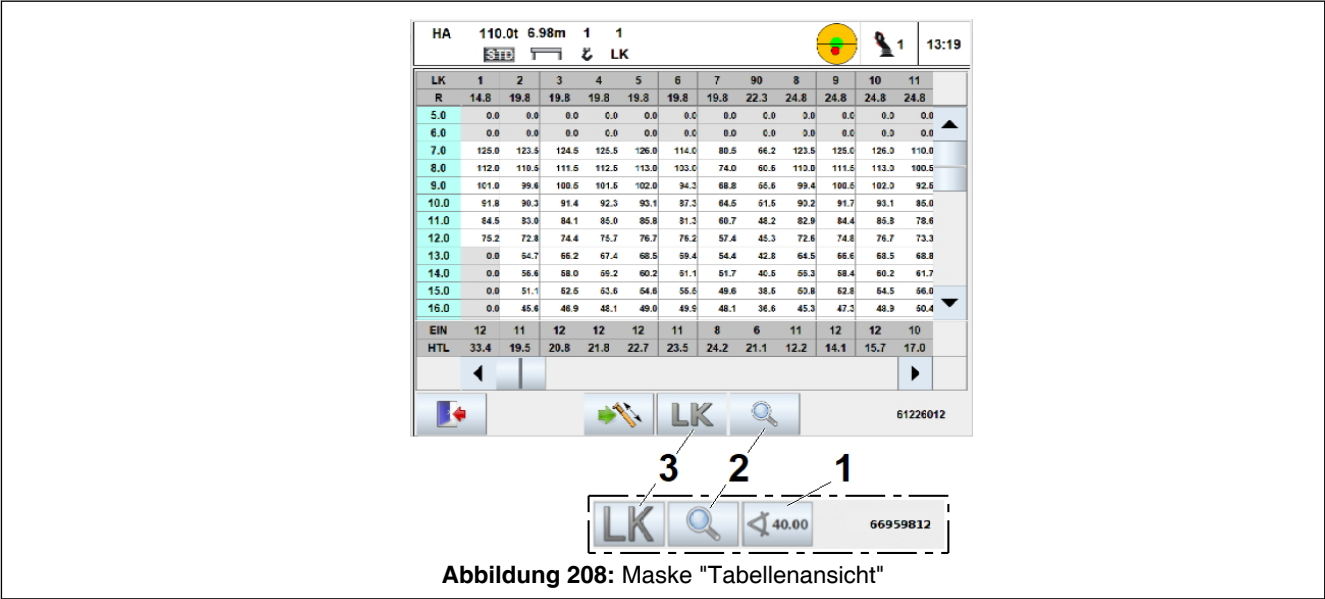 HA 110.0t 6.98m 1 1
STD LK
1 13:19
LK 1 2 3 4 5 6 7 90 8 9 10 11
R 14.8 19.8 19.8 19.8 19.8 19.8 19.8 22.3 24.8 24.8 24.8 24.8
5.0 0.0 0.0 0.0 0.0 0.0 0.0 0.0 0.0 0.0 0.0 0.0 0.0
6.0 0.0 0.0 0.0 0.0 0.0 0.0 0.0 0.0 0.0 0.0 0.0 0.0
7.0 125.0 123.5 124.5 125.5 126.0 114.0 80.5 66.2 123.5 125.0 126.0 110.0
8.0 112.0 110.5 111.5 112.5 113.0 103.0 74.0 60.6 110.0 111.5 113.0 100.5
9.0 101.0 99.6 100.5 101.5 102.0 94.3 68.8 99.4 100.5 102.0 92.5
10.0 91.8 90.3 91.4 92.3 93.1 87.3 64.5 51.5 90.2 91.7 93.1 85.0
11.0 84.5 83.0 84.1 85.0 85.8 81.3 60.7 48.2 82.9 84.4 85.8 78.6
12.0 75.2 72.8 74.4 75.7 76.7 76.2 57.4 45.3 72.6 74.8 76.7 73.3
13.0 0.0 64.7 66.2 67.4 68.5 69.4 54.4 42.8 64.5 66.6 68.5 68.8
14.0 0.0 56.6 58.0 59.2 60.2 61.1 51.7 40.5 58.4 60.2 61.7
15.0 0.0 51.1 52.5 53.6 54.6 49.6 38.5 50.8 52.8 54.5 56.0
16.0 0.0 45.6 46.9 48.1 49.0 49.9 48.1 36.6 45.3 47.3 48.9 50.4
EIN 12 11 12 12 12 11 8 6 11 12 12 10
HTL 33.4 19.5 20.8 21.8 22.7 23.5 24.2 21.1 12.2 14.1 15.7 17.0
LK 61226012
3 2 1
LK 40.00 66959812
Abbildung 208: Maske "Tabellenansicht"